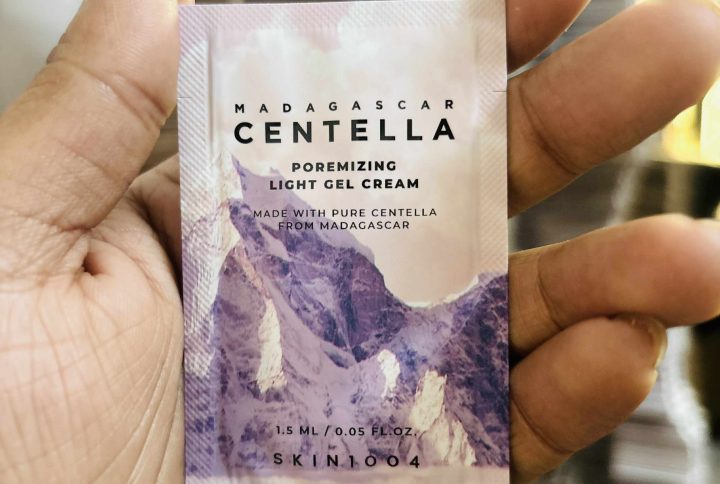 MADAGASCAR
CENTELLA
POREMIZING
LIGHT GEL CREAM
MADE WITH PURE CENTELLA
FROM MADAGASCAR
1.5 ML / 0.05 FL.OZ.
SKIN1004